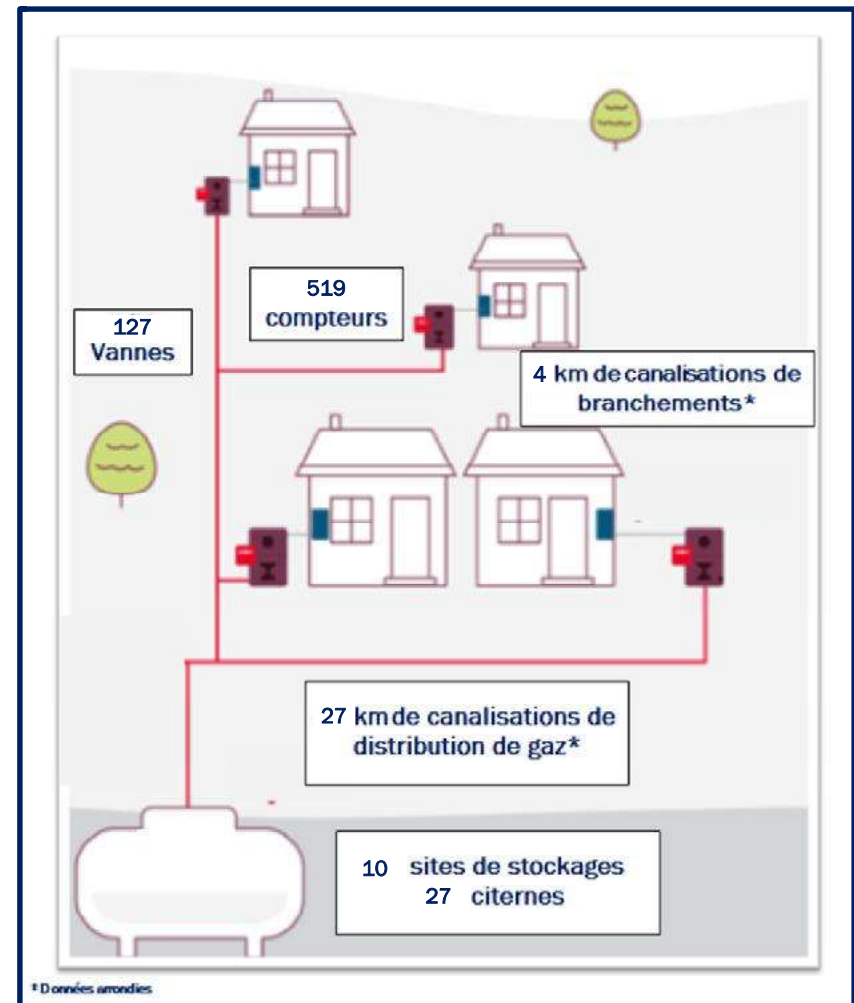 519
compteurs
127
Vannes
4 km de canalisations de
branchements*
27 km de canalisations de
distribution de gaz*
10 sites de stockages
27 citernes
* Données arrondies